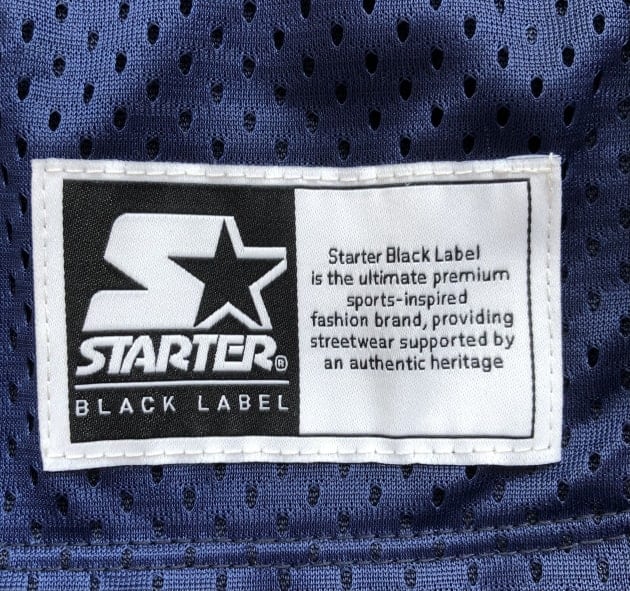 STARTER®
BLACK LABEL
Starter Black Label
is the ultimate premium
sports-inspired
fashion brand, providing
streetwear supported by
an authentic heritage